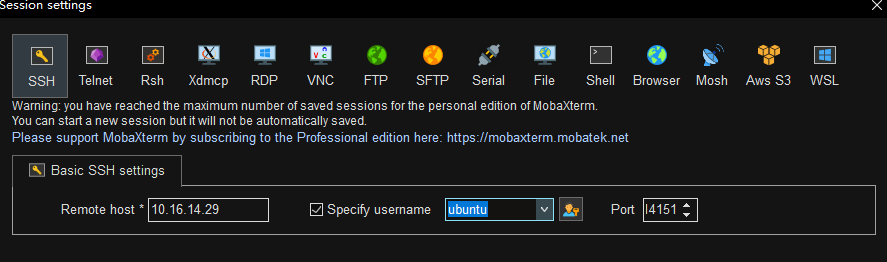 Session settings
SSH Telnet Rsh Xdmcp RDP VNC FTP SFTP Serial File Shell Browser Mosh Aws S3 WSL
Warning: you have reached the maximum number of saved sessions for the personal edition of MobaXterm.
You can start a new session but it will not be automatically saved.
Please support MobaXterm by subscribing to the Professional edition here: https://mobaxterm.mobatek.net
Basic SSH settings
Remote host * 10.16.14.29 Specify username ubuntu Port